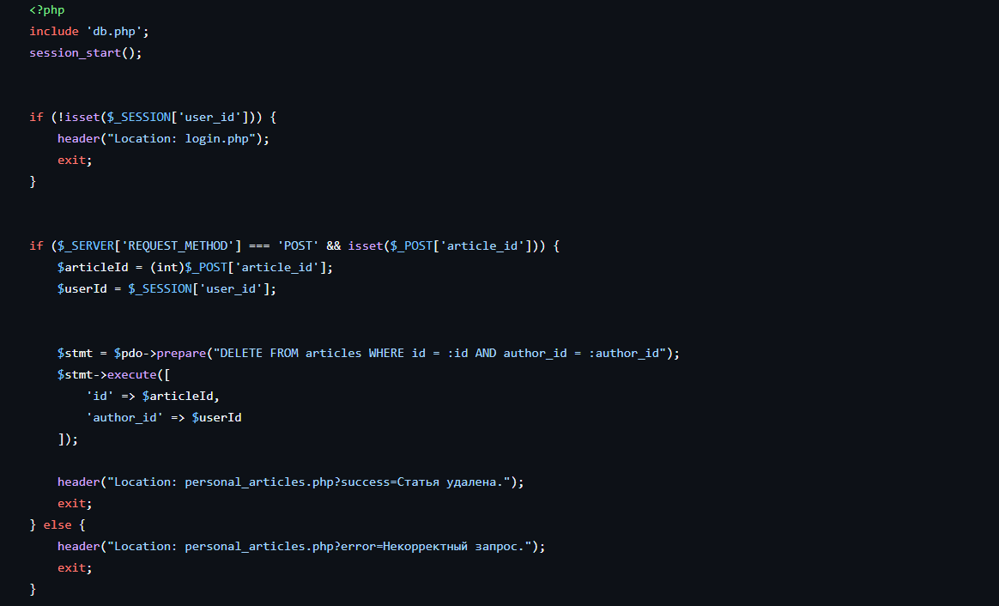 <?php
include 'db.php';
session_start();
if (!isset($_SESSION['user_id'])) {
    header("Location: login.php");
    exit;
}
if ($_SERVER['REQUEST_METHOD'] === 'POST' && isset($_POST['article_id'])) {
    $articleId = (int)$_POST['article_id'];
    $userId = $_SESSION['user_id'];
    $stmt = $pdo->prepare("DELETE FROM articles WHERE id = :id AND author_id = :author_id");
    $stmt->execute([
        'id' => $articleId,
        'author_id' => $userId
    ]);
    header("Location: personal_articles.php?success=Статья удалена.");
    exit;
} else {
    header("Location: personal_articles.php?error=Некорректный запрос.");
    exit;
}